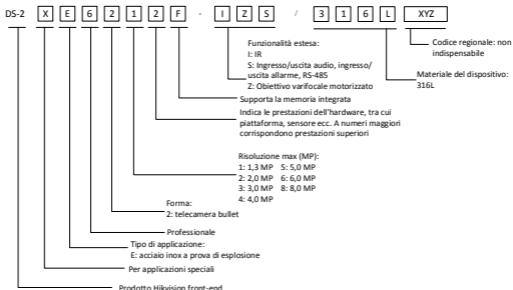 DS-2 X E 6 2 1 2 F - I Z S / 3 1 6 L XYZ
Codice regionale: non
indispensabile
Materiale del dispositivo:
316L
Funzionalità estesa:
I: IR
S: Ingresso/uscita audio, ingresso/
uscita allarme, RS-485
Z: Obiettivo varifocale motorizzato
Supporta la memoria integrata
Indica le prestazioni dell'hardware, tra cui
piattaforma, sensore ecc. A numeri maggiori
corrispondono prestazioni superiori
Risoluzione max (MP):
1: 1,3 MP 5: 5,0 MP
2: 2,0 MP 6: 6,0 MP
3: 3,0 MP 8: 8,0 MP
4: 4,0 MP
Forma:
2: telecamera bullet
Professionale
Tipo di applicazione:
E: acciaio inox a prova di esplosione
Per applicazioni speciali
Prodotto Hikvision front-end